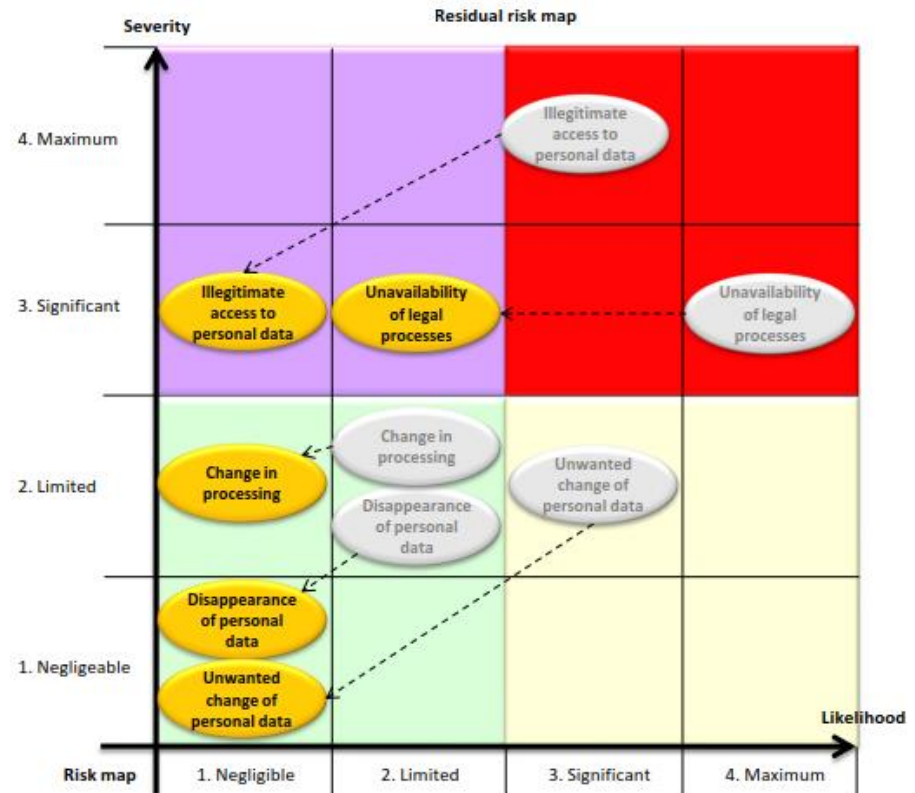 Residual risk map
Severity
4. Maximum
Illegitimate
access to
personal data
3. Significant
Illegitimate
access to
personal data
Unavailability
of legal
processes
Unavailability
of legal
processes
2. Limited
Change in
processing
Change in
processing
Disappearance
of personal
data
Unwanted
change of
personal data
1. Negligeable
Disappearance
of personal
data
Unwanted
change of
personal data
Likelihood
Risk map
1. Negligible
2. Limited
3. Significant
4. Maximum